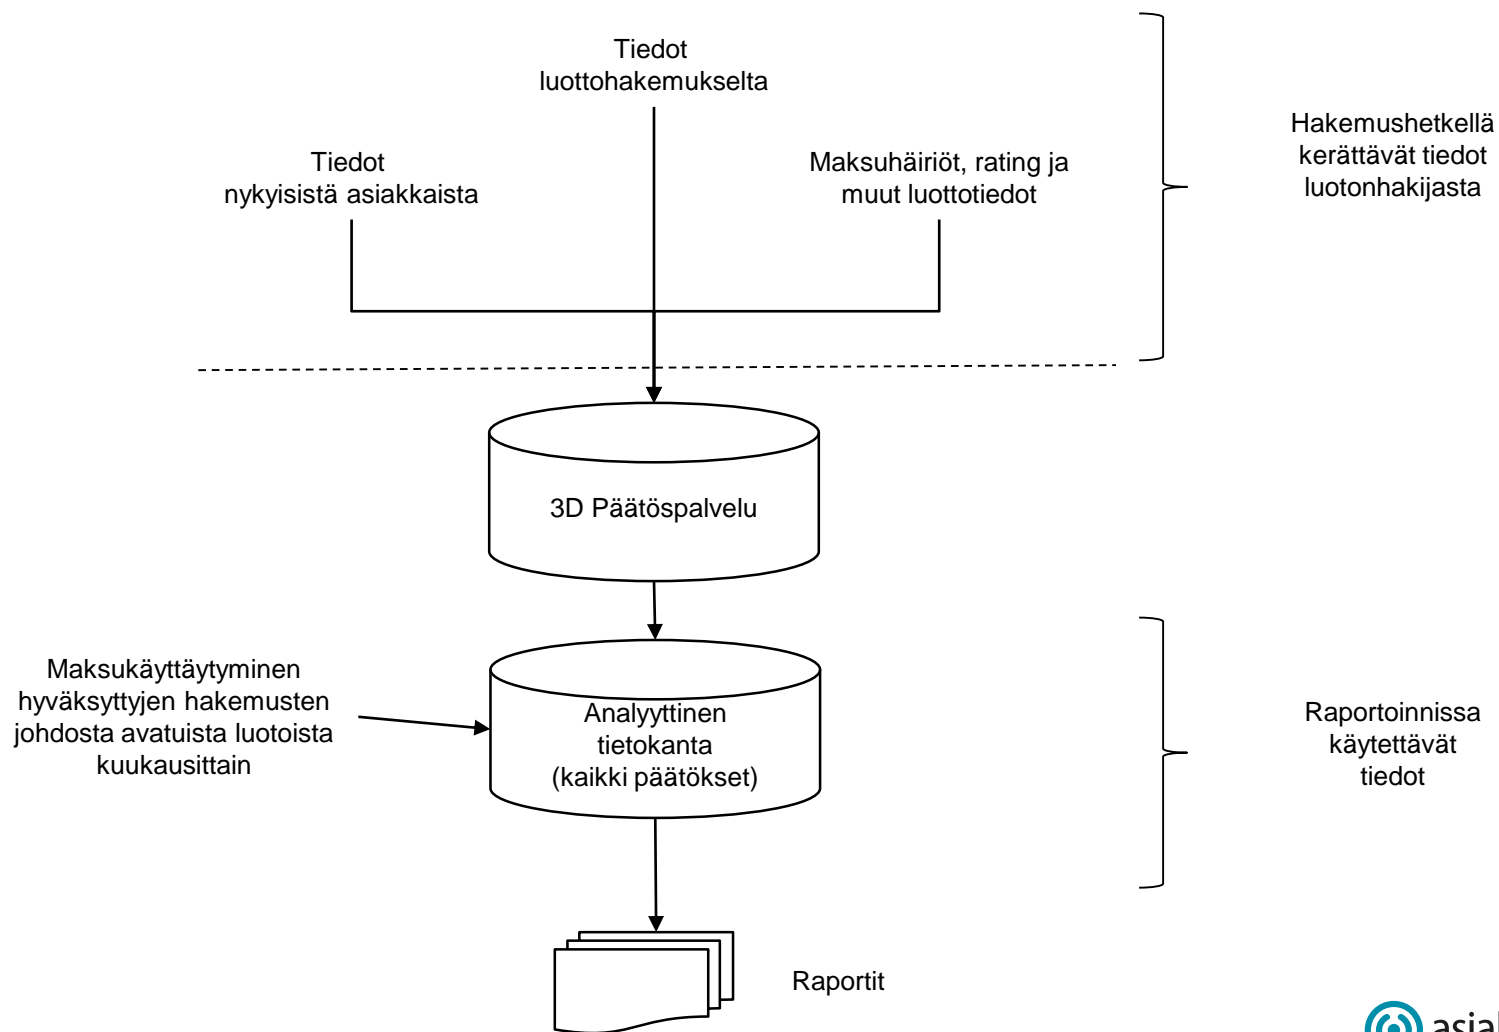 Tiedot
luottohakemukselta
Tiedot
nykyisistä asiakkaista
Maksuhäiriöt, rating ja
muut luottotiedot
Hakemushetkellä
kerättävät tiedot
luotonhakijasta
3D Päätöspalvelu
Maksukäyttäytyminen
hyväksyttyjen hakemusten
johdosta avatuista luotoista
kuukausittain
Analyyttinen
tietokanta
(kaikki päätökset)
Raportoinnissa
käytettävät
tiedot
Raportit